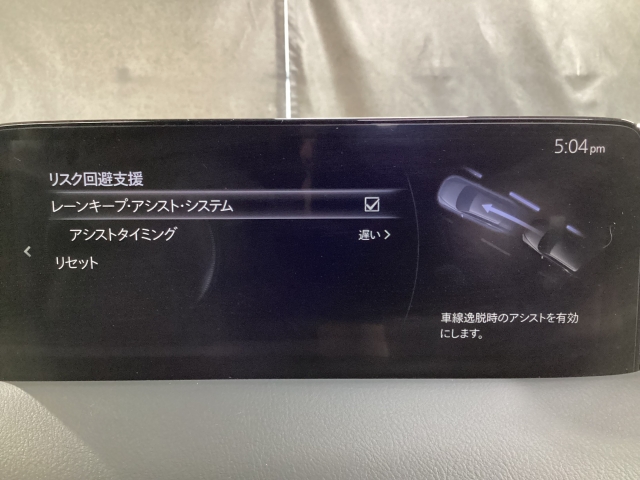 5:04pm
リスク回避支援
レーンキープ・アシスト・システム
アシストタイミング 遅い
リセット
車線逸脱時のアシストを有効
にします。